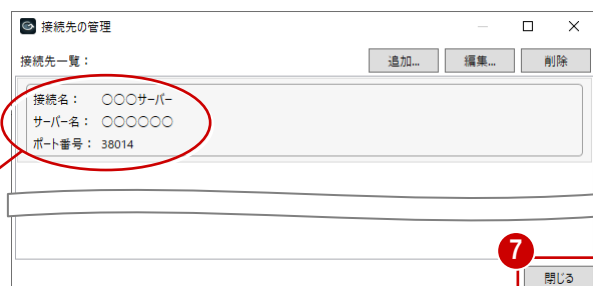 接続先の管理
接続先一覧： 追加... 編集... 削除
接続名： 〇〇〇サーバー
サーバー名： 〇〇〇〇〇〇
ポート番号： 38014
7
閉じる